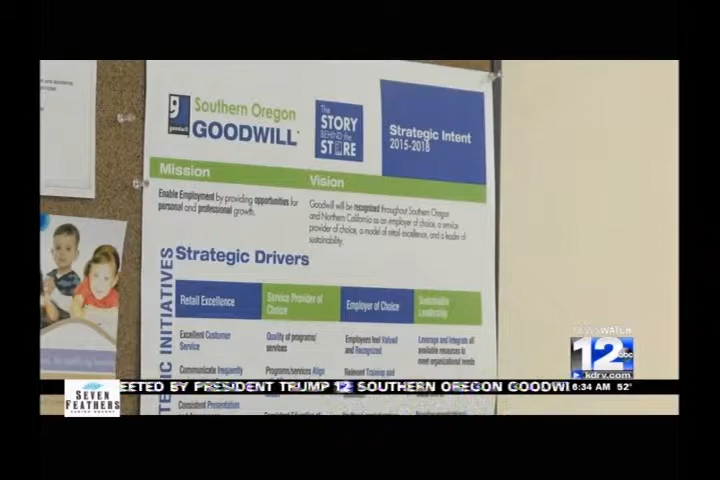 Southern Oregon
GOODWILL
g
goodwill
The
STORY
BEHIND the
STORE
Strategic Intent
2015-2018
Mission
Vision
Enable Employment by providing opportunities for
personal and professional growth.
Goodwill will be recognized throughout Southern Oregon
and Northern California as an employer of choice, a service
provider of choice, a model of retail excellence, and a leader of
sustainability.
Strategic Drivers
Retail Excellence
Service Provider of
Choice
Employer of Choice
Sustainable
Leadership
Excellent Customer
Service
Quality of programs/
services
Employees feel Valued
and Recognized
Leverage and Integrate all
available resources to
meet organizational needs
Communicate frequently
Programs/services Align
Relevant Training and
Consistent Presentation
INITIATIVES
NEWSWATCH
12
abc
kdrv.com
SEVEN
FEATHERS
CASINO RESORT
EETED BY PRESIDENT TRUMP 12 SOUTHERN OREGON GOODWI
6:34 AM 52°